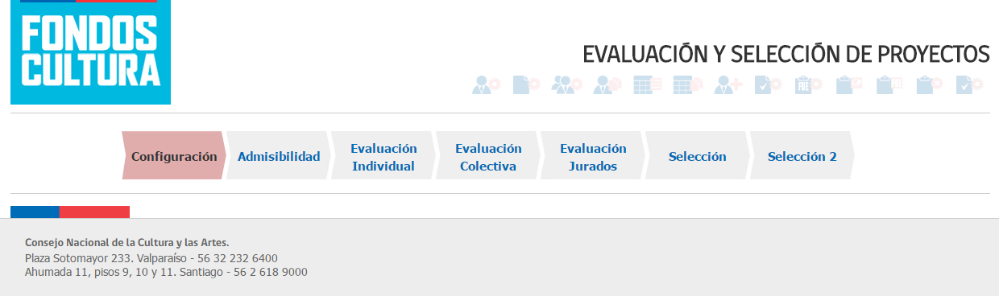 FONDOS
CULTURA
EVALUACIÓN Y SELECCIÓN DE PROYECTOS
Configuración
Admisibilidad
Evaluación
Individual
Evaluación
Colectiva
Evaluación
Jurados
Selección
Selección 2
Consejo Nacional de la Cultura y las Artes.
Plaza Sotomayor 233. Valparaíso - 56 32 232 6400
Ahumada 11, pisos 9, 10 y 11. Santiago - 56 2 618 9000